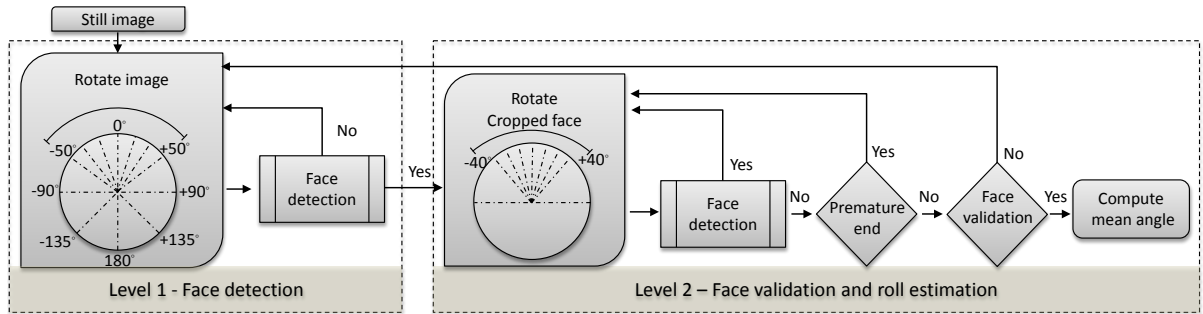 Still image
Rotate image
0°
-50°
+50°
-90°
+90°
-135°
+135°
180°
No
Face
detection
Yes
Level 1 - Face detection
Rotate
Cropped face
-40°
+40°
Yes
Face
detection
No
Yes
Premature
end
No
No
Face
validation
Yes
Compute
mean angle
Level 2 – Face validation and roll estimation